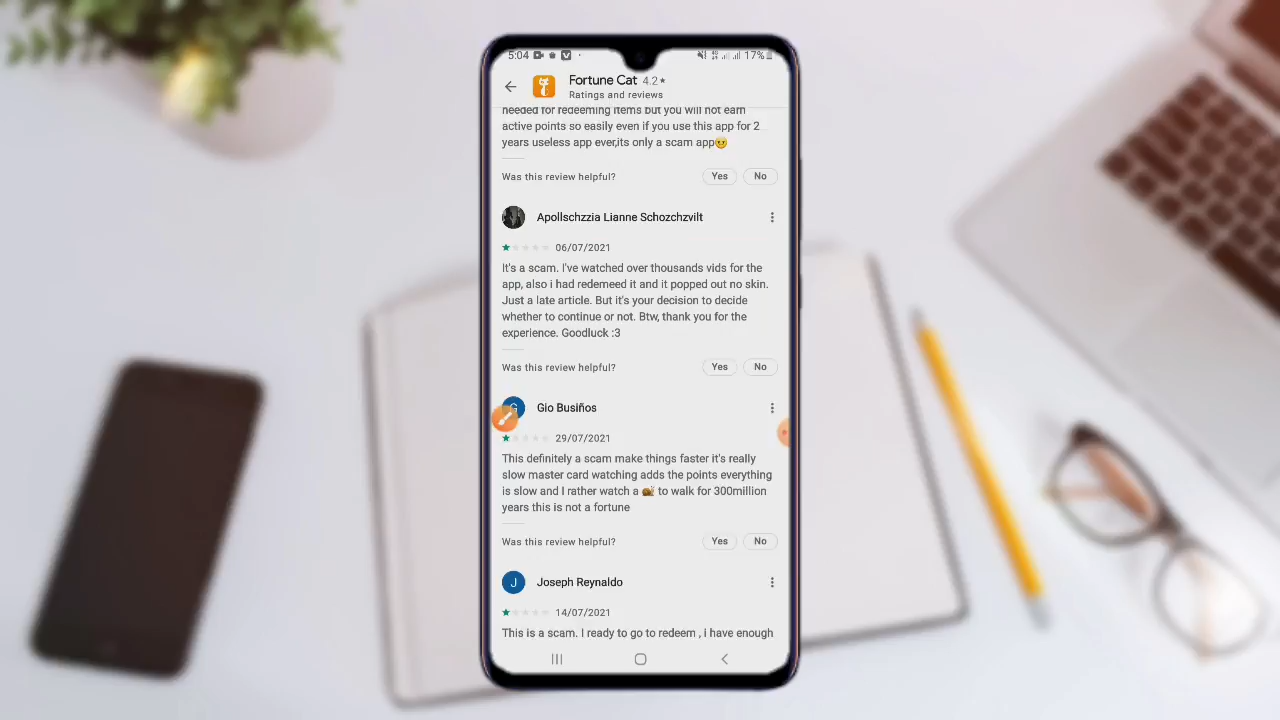 5:04 17%
Fortune Cat 4.2★
Ratings and reviews
needed for redeeming items but you will not earn
active points so easily even if you use this app for 2
years useless app ever,its only a scam app🤨
Was this review helpful? Yes No
Apollschzzia Lianne Schozchzvilt
06/07/2021
It's a scam. I've watched over thousands vids for the
app, also i had redemeed it and it popped out no skin.
Just a late article. But it's your decision to decide
whether to continue or not. Btw, thank you for the
experience. Goodluck :3
Was this review helpful? Yes No
G Gio Busiños
29/07/2021
This definitely a scam make things faster it's really
slow master card watching adds the points everything
is slow and I rather watch a 🐌 to walk for 300million
years this is not a fortune
Was this review helpful? Yes No
J Joseph Reynaldo
14/07/2021
This is a scam. I ready to go to redeem , i have enough